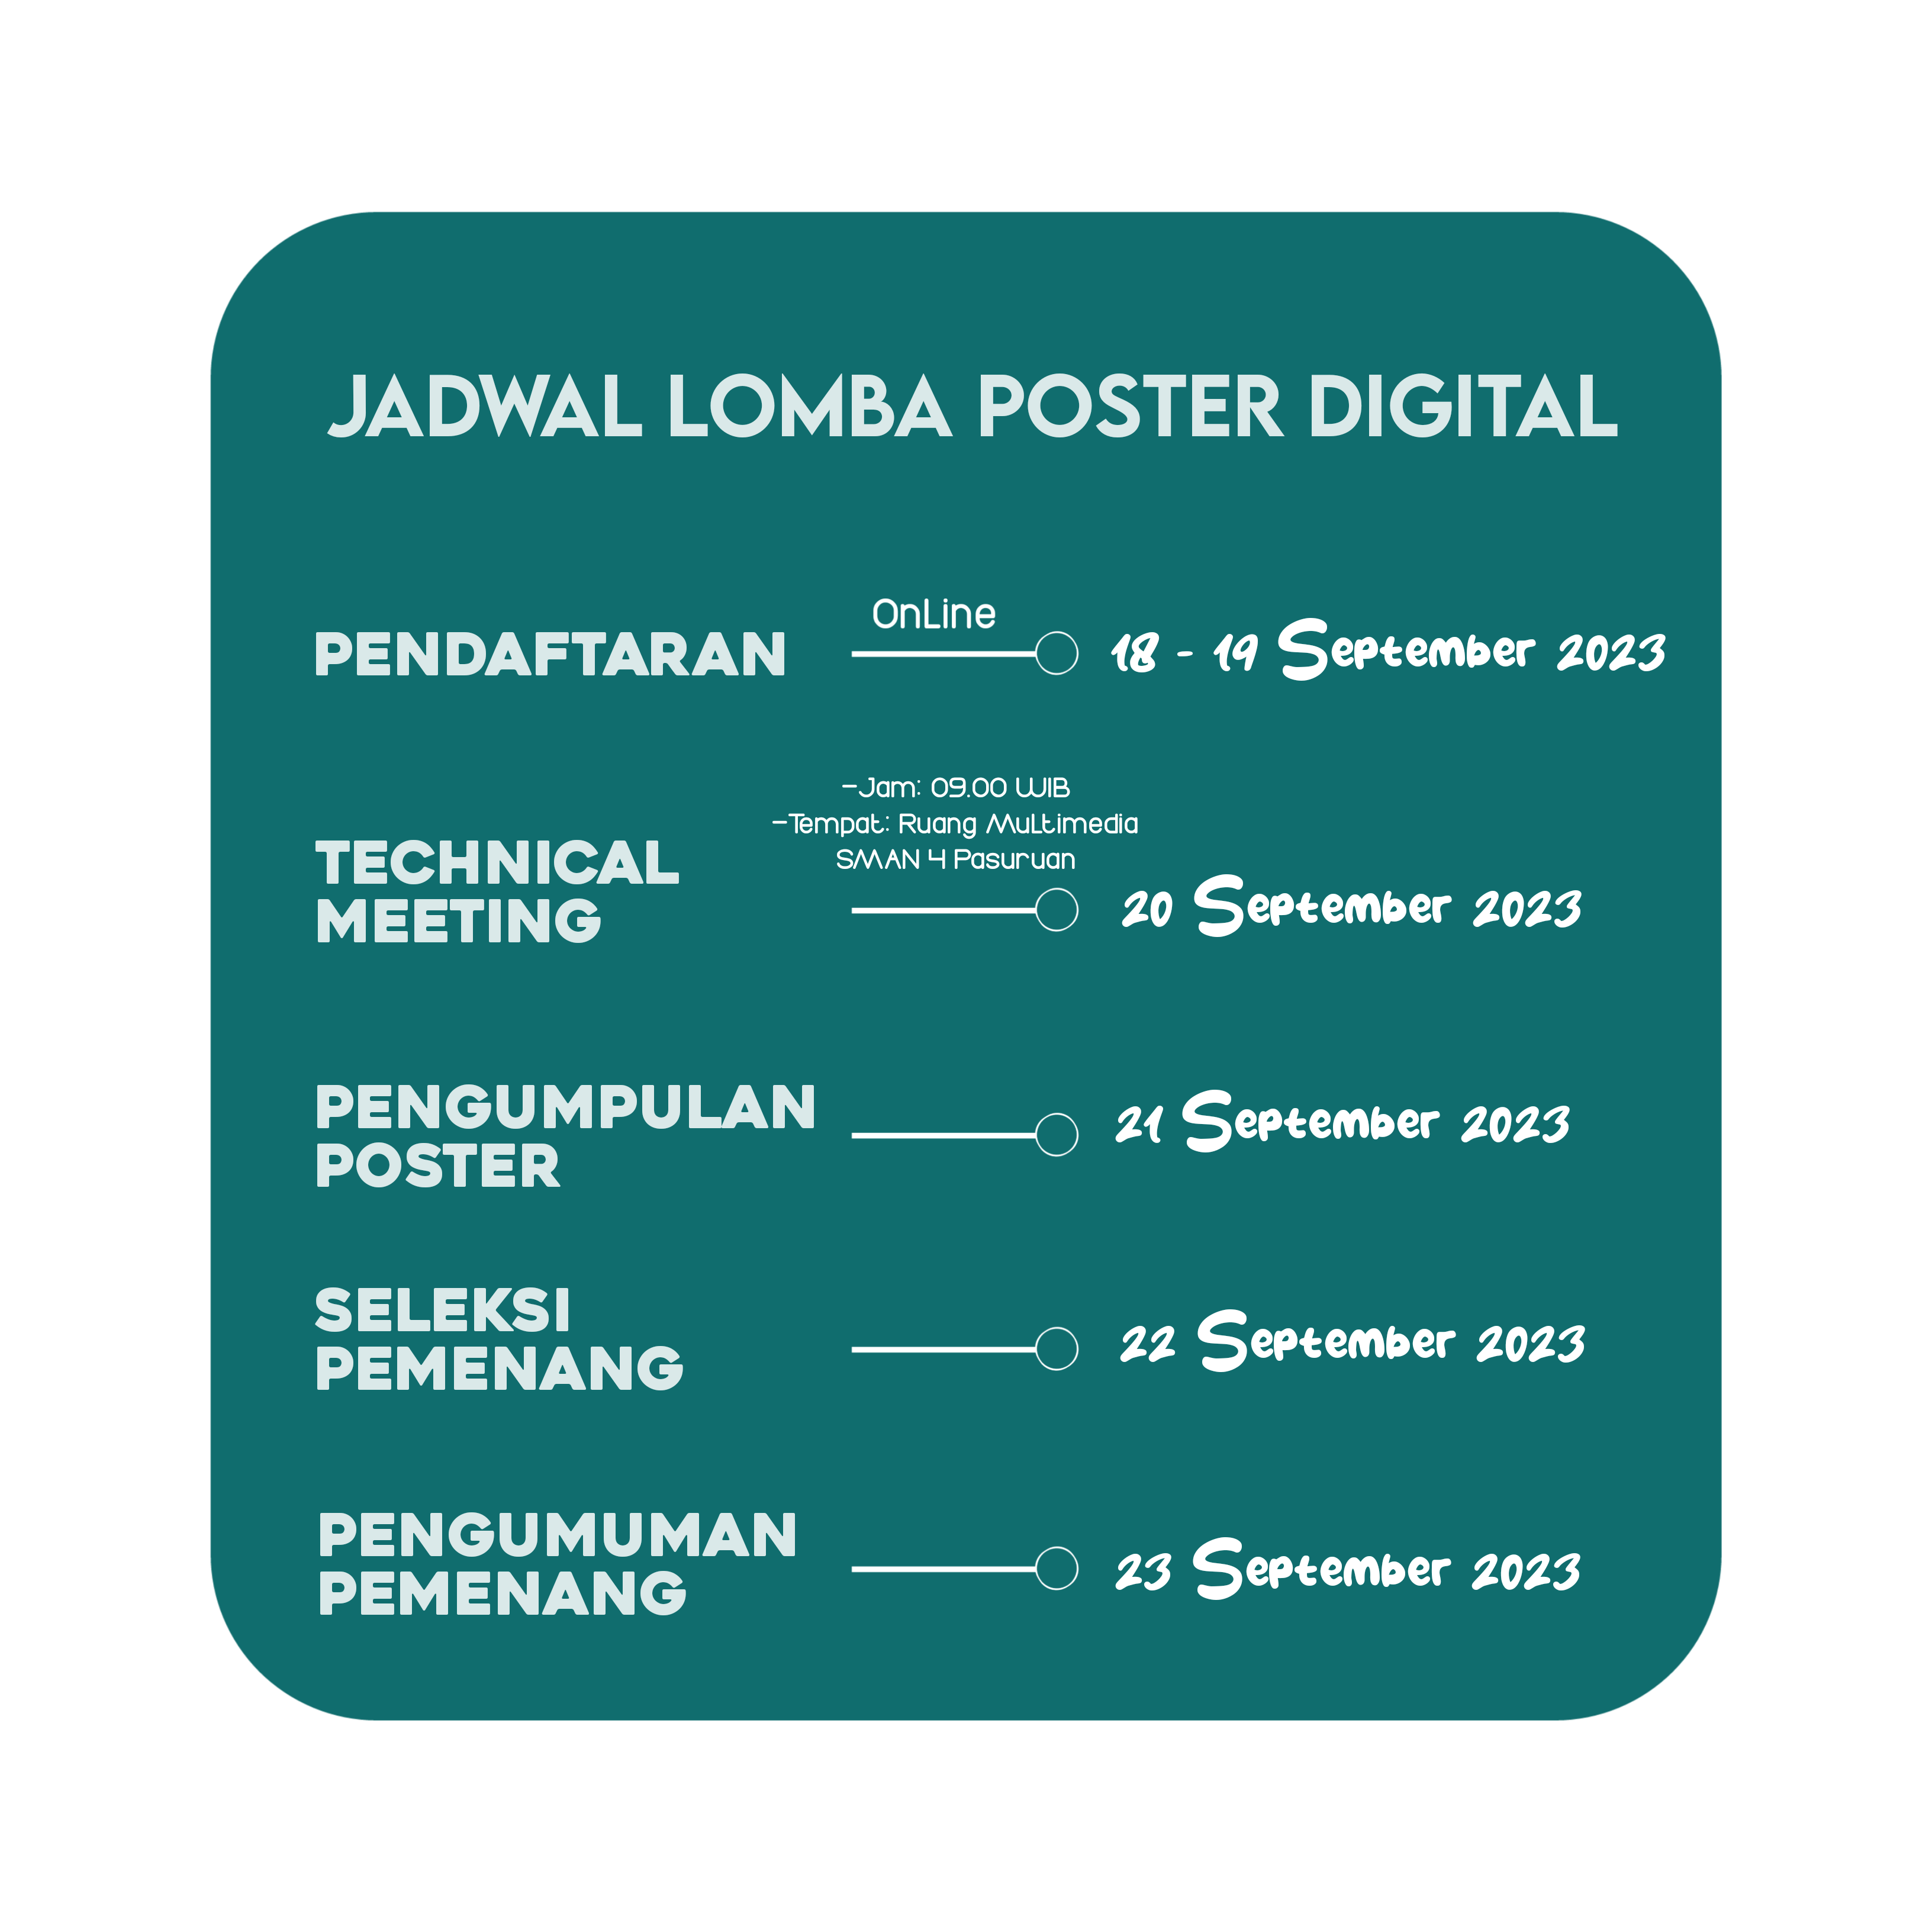 JADWAL LOMBA POSTER DIGITAL
PENDAFTARAN
OnLine
18 - 19 September 2023
TECHNICAL
MEETING
-Jam: 09.00 WIB
-Tempat: Ruang MuLtimedia
SMAN 4 Pasuruan
20 September 2023
PENGUMPULAN
POSTER
21 September 2023
SELEKSI
PEMENANG
22 September 2023
PENGUMUMAN
PEMENANG
23 September 2023